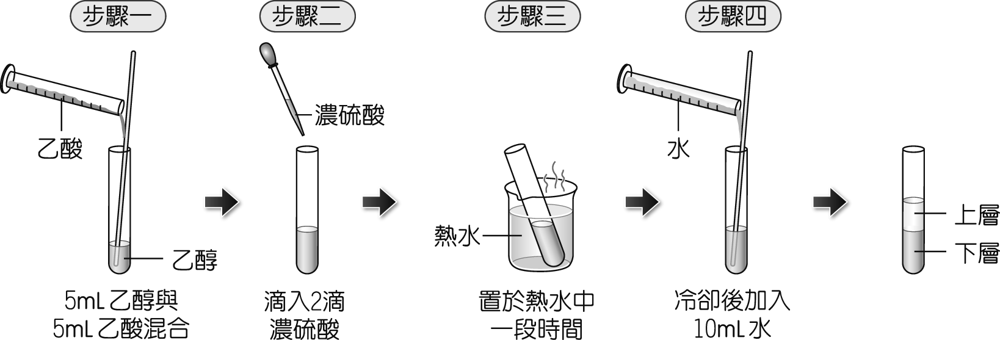 步驟一
步驟二
步驟三
步驟四
乙酸
濃硫酸
水
熱水
乙醇
上層
下層
5mL 乙醇與
5mL 乙酸混合
滴入2滴
濃硫酸
置於熱水中
一段時間
冷卻後加入
10mL 水